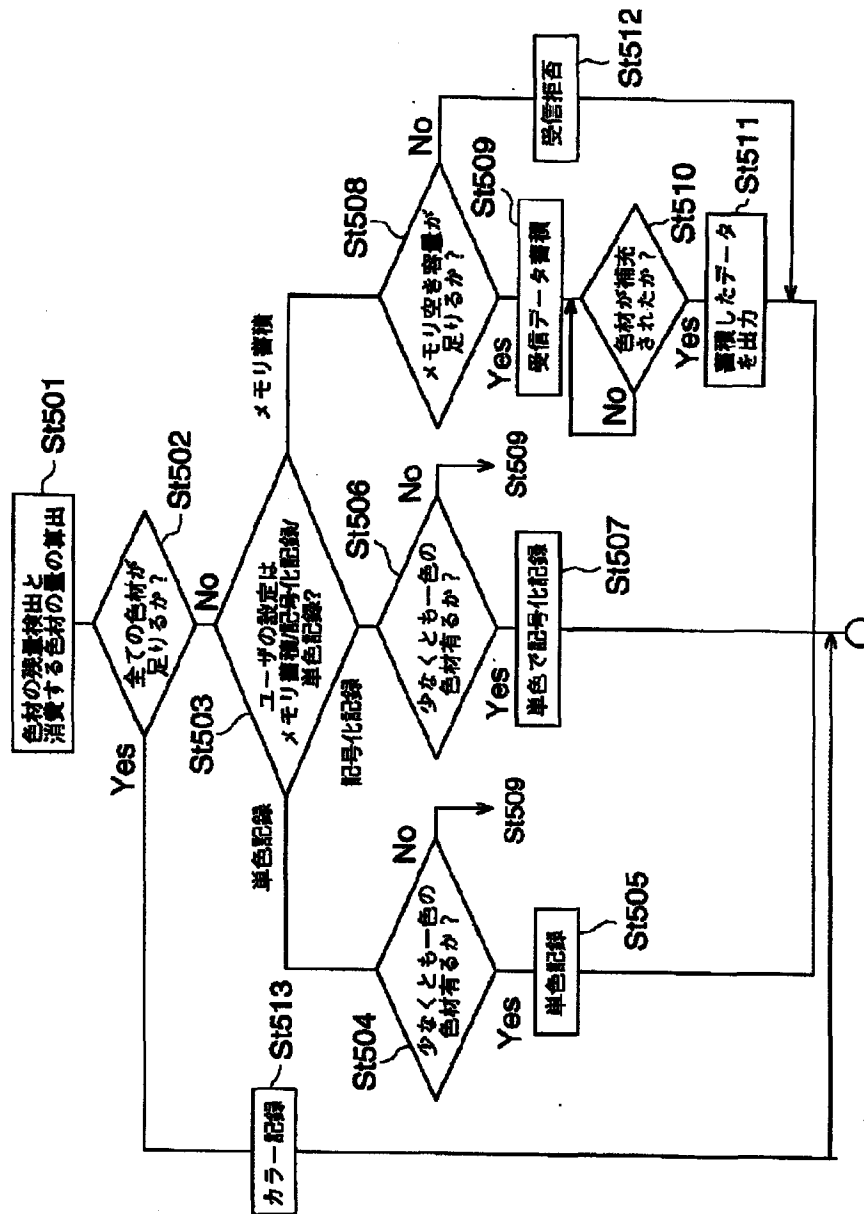 色材の残量検出と
消費する色材の量の算出
St501
全ての色材が
足りるか?
St502
Yes
No
ユーザの設定は
メモリ蓄積/記号化記録/
単色記録?
St503
単色記録
記号化記録
メモリ蓄積
カラー記録
St513
少なくとも一色の
色材有るか?
St504
No
St509
Yes
単色記録
St505
少なくとも一色の
色材有るか?
St506
No
St509
Yes
単色で記号化記録
St507
メモリ空き容量が
足りるか?
St508
No
Yes
受信拒否
St512
受信データ蓄積
St509
色材が補充
されたか?
St510
No
Yes
蓄積したデータ
を出力
St511